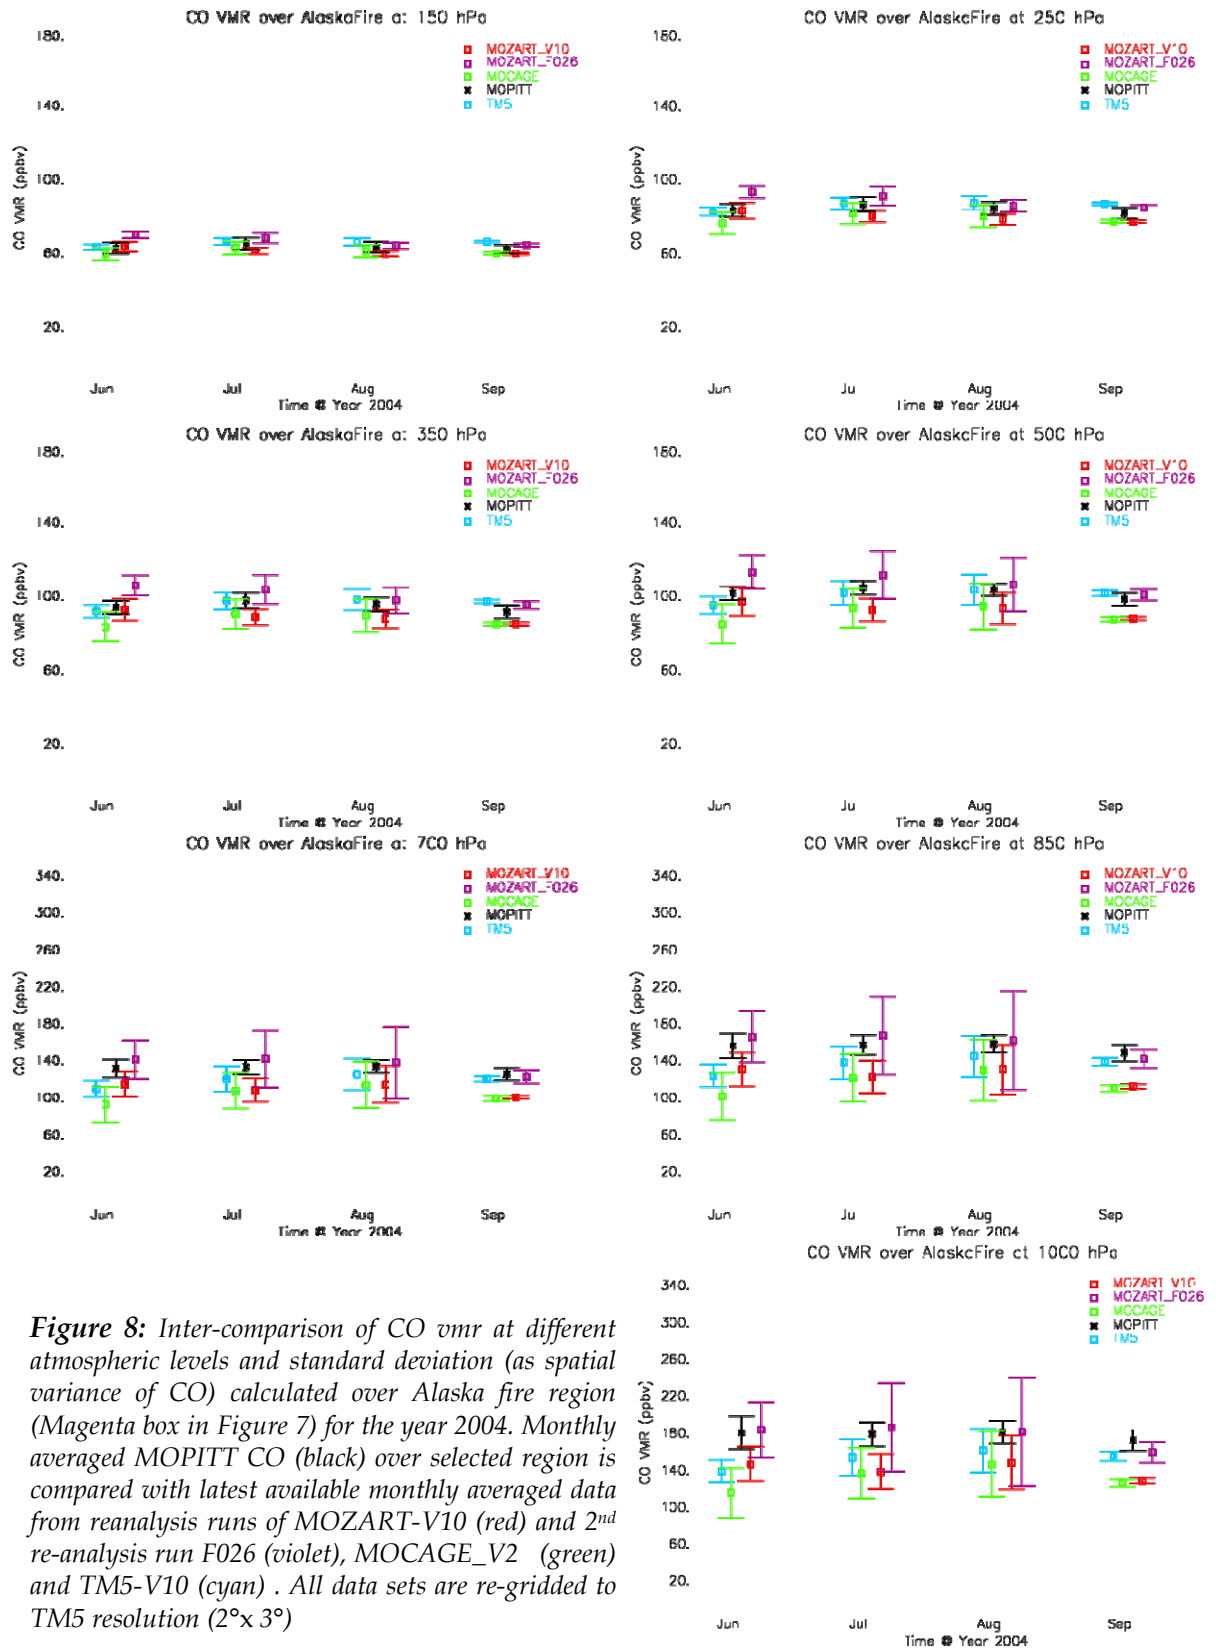 CO VMR over AlaskaFire at 150 hPa
180.
140.
100.
60.
20.
CO VMR (ppbv)
MOZART_V10
MOZART_F026
MOCAGE
MOPITT
TM5
Jun Jul Aug Sep
Time @ Year 2004
CO VMR over AlaskaFire at 250 hPa
180.
140.
100.
60.
20.
CO VMR (ppbv)
MOZART_V10
MOZART_F026
MOCAGE
MOPITT
TM5
Jun Ju Aug Sep
Time @ Year 2004
CO VMR over AlaskaFire at 350 hPa
180.
140.
100.
60.
20.
CO VMR (ppbv)
MOZART_V10
MOZART_F026
MOCAGE
MOPITT
TM5
Jun Jul Aug Sep
Time @ Year 2004
CO VMR over AlaskaFire at 500 hPa
180.
140.
100.
60.
20.
CO VMR (ppbv)
MOZART_V10
MOZART_F026
MOCAGE
MOPITT
TM5
Jun Ju Aug Sep
Time @ Year 2004
CO VMR over AlaskaFire at 700 hPa
340.
300.
260.
220.
180.
140.
100.
60.
20.
CO VMR (ppbv)
MOZART_V10
MOZART_F026
MOCAGE
MOPITT
TM5
Jun Jul Aug Sep
Time @ Year 2004
CO VMR over AlaskaFire at 850 hPa
340.
300.
260.
220.
180.
140.
100.
60.
20.
CO VMR (ppbv)
MOZART_V10
MOZART_F026
MOCAGE
MOPITT
TM5
Jun Ju Aug Sep
Time @ Year 2004
CO VMR over AlaskaFire at 1000 hPa
340.
300.
260.
220.
180.
140.
100.
60.
20.
CO VMR (ppbv)
MOZART_V10
MOZART_F026
MOCAGE
MOPITT
TM5
Jun Jul Aug Sep
Time @ Year 2004
Figure 8: Inter-comparison of CO vmr at different
atmospheric levels and standard deviation (as spatial
variance of CO) calculated over Alaska fire region
(Magenta box in Figure 7) for the year 2004. Monthly
averaged MOPITT CO (black) over selected region is
compared with latest available monthly averaged data
from reanalysis runs of MOZART-V10 (red) and 2nd
re-analysis run F026 (violet), MOCAGE_V2 (green)
and TM5-V10 (cyan) . All data sets are re-gridded to
TM5 resolution (2°x 3°)